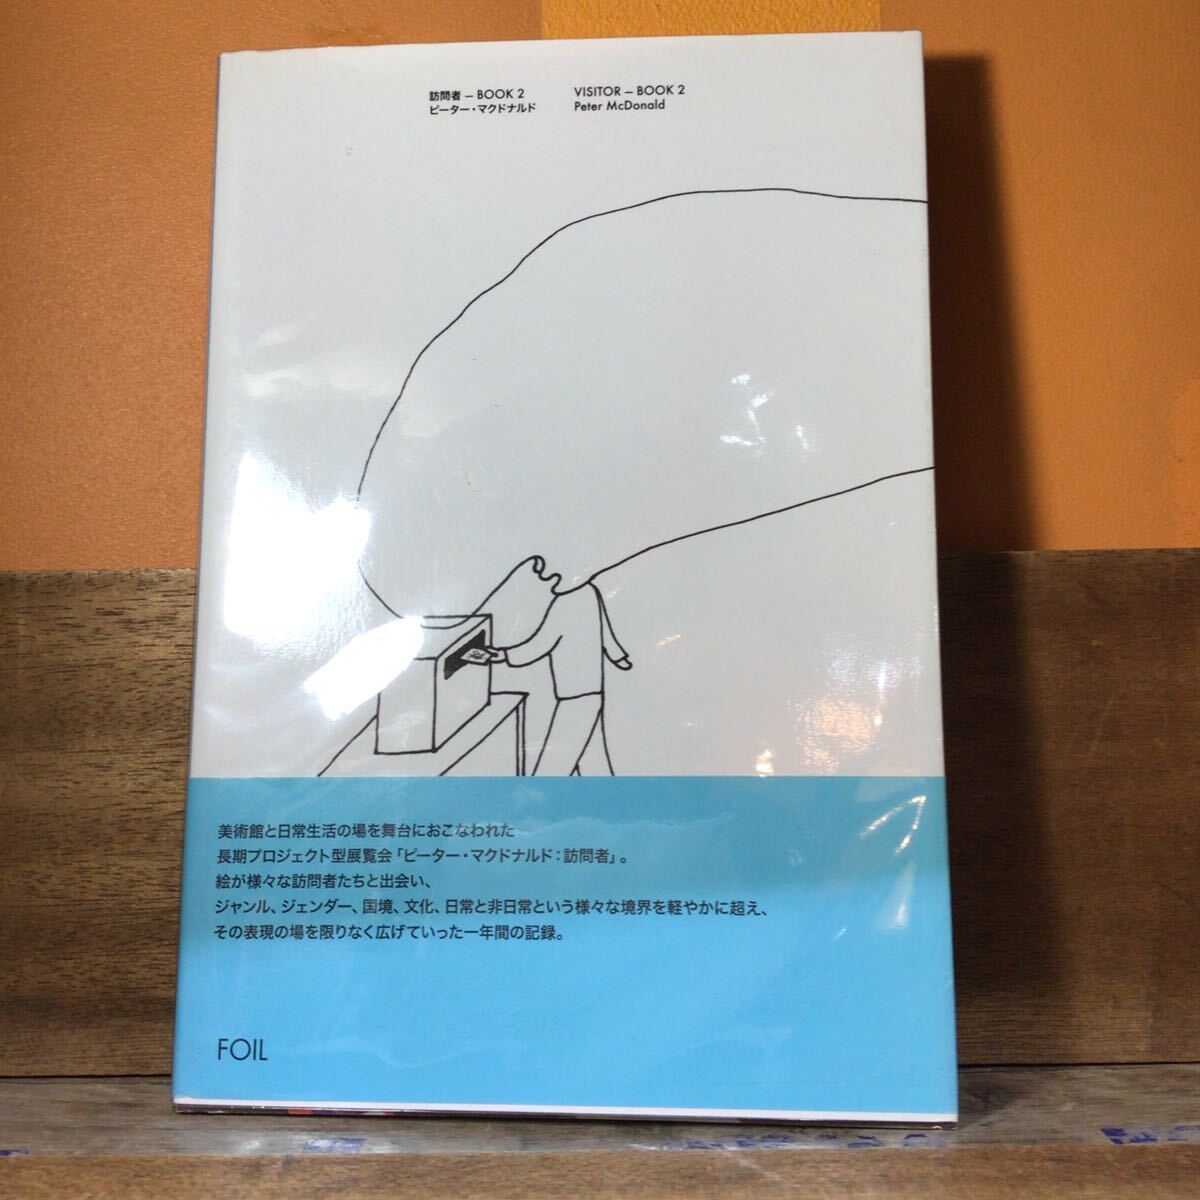 訪問者 – BOOK 2
ピーター・マクドナルド
VISITOR – BOOK 2
Peter McDonald
美術館と日常生活の場を舞台におこなわれた
長期プロジェクト型展覧会「ピーター・マクドナルド：訪問者」。
絵が様々な訪問者たちと出会い、
ジャンル、ジェンダー、国境、文化、日常と非日常という様々な境界を軽やかに超え、
その表現の場を限りなく広げていった一年間の記録。
FOIL